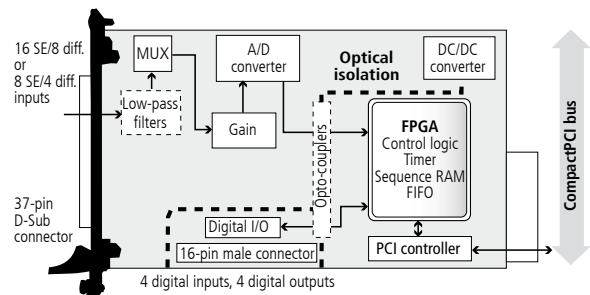 16 SE/8 diff.
or
8 SE/4 diff.
inputs
MUX
A/D
converter
Optical
isolation
DC/DC
converter
Low-pass
filters
Gain
Opto-couplers
FPGA
Control logic
Timer
Sequence RAM
FIFO
CompactPCI bus
37-pin
D-Sub
connector
Digital I/O
16-pin male connector
PCI controller
4 digital inputs, 4 digital outputs